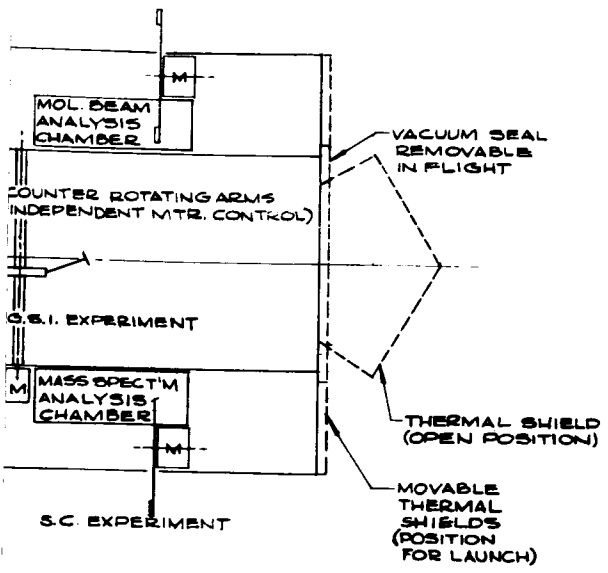 M
MOL. BEAM
ANALYSIS
CHAMBER
VACUUM SEAL
REMOVABLE
IN FLIGHT
COUNTER ROTATING ARMS
INDEPENDENT MTR. CONTROL)
G.S.I. EXPERIMENT
M
MASS SPECT'M
ANALYSIS
CHAMBER
M
THERMAL SHIELD
(OPEN POSITION)
S.C. EXPERIMENT
MOVABLE
THERMAL
SHIELDS
(POSITION
FOR LAUNCH)